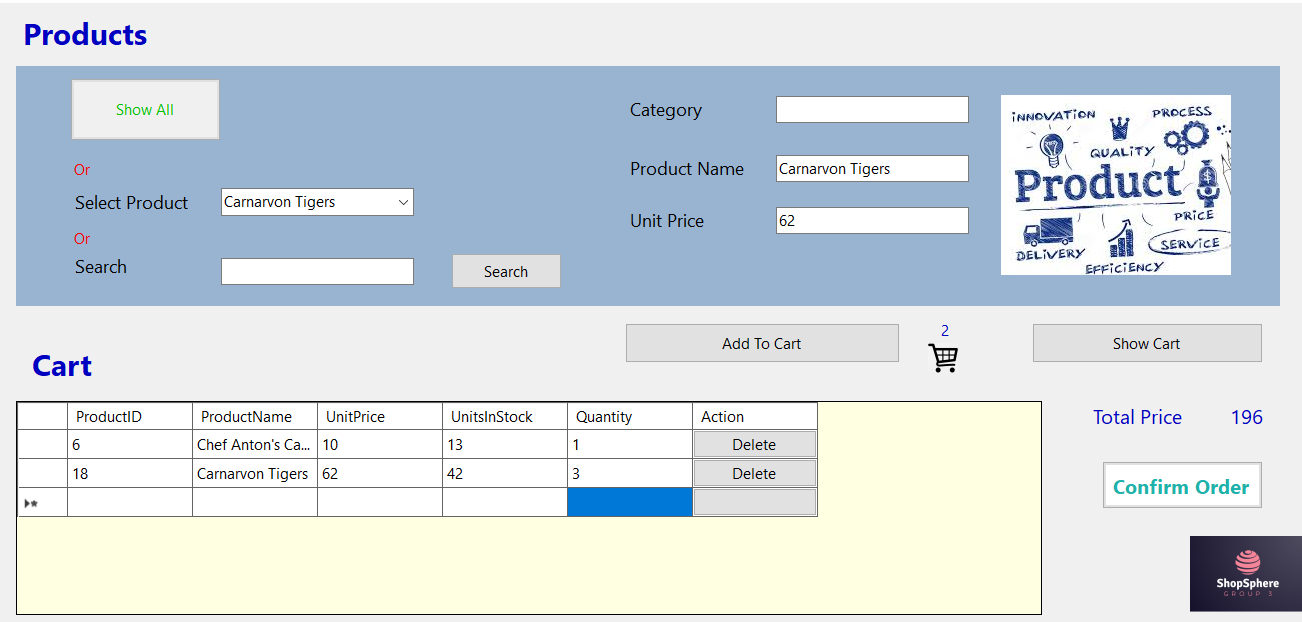 Products
Show All
Or
Select Product
Carnarvon Tigers
Or
Search
Search
Category
Product Name
Carnarvon Tigers
Unit Price
62
INNOVATION
PROCESS
QUALITY
Product
PRICE
DELIVERY
SERVICE
EFFICIENCY
Add To Cart
2
Show Cart
Cart
ProductID ProductName UnitPrice UnitsInStock Quantity Action
6 Chef Anton's Ca... 10 13 1 Delete
18 Carnarvon Tigers 62 42 3 Delete
Total Price 196
Confirm Order
ShopSphere
GROUP 3